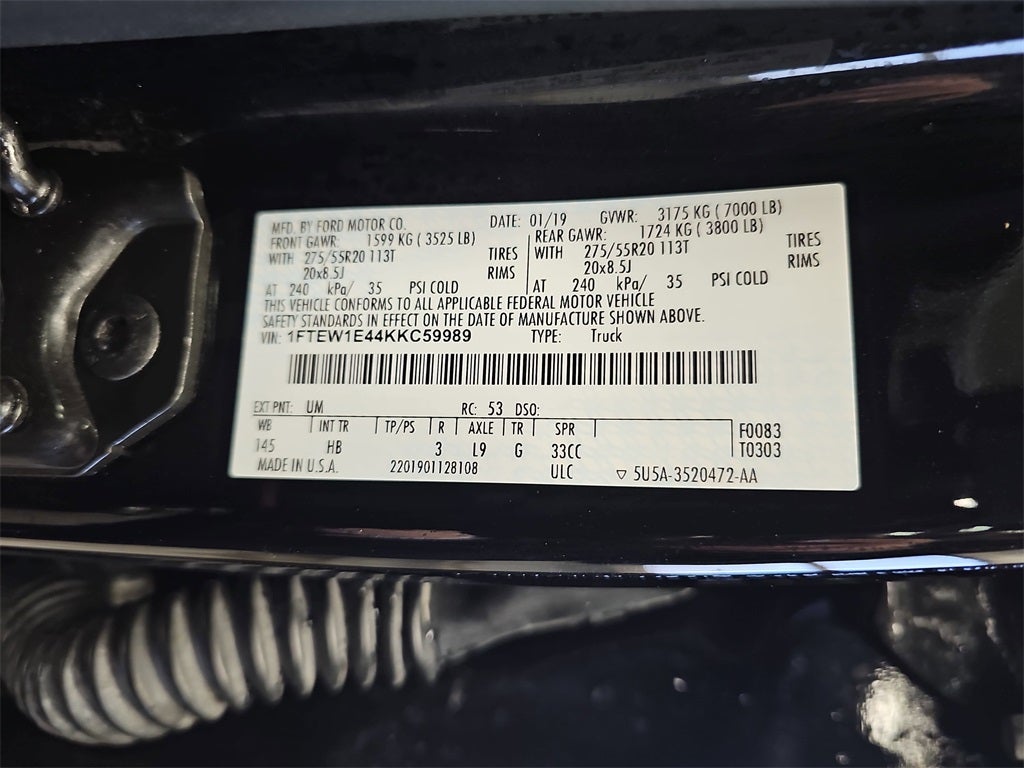 MFD. BY FORD MOTOR CO. DATE: 01/19 GVWR: 3175 KG ( 7000 LB)
FRONT GAWR: 1599 KG ( 3525 LB) REAR GAWR: 1724 KG ( 3800 LB)
WITH 275/55R20 113T TIRES WITH 275/55R20 113T TIRES
20x8.5J RIMS 20x8.5J RIMS
AT 240 kPa/ 35 PSI COLD AT 240 kPa/ 35 PSI COLD
THIS VEHICLE CONFORMS TO ALL APPLICABLE FEDERAL MOTOR VEHICLE
SAFETY STANDARDS IN EFFECT ON THE DATE OF MANUFACTURE SHOWN ABOVE.
VIN: 1FTEW1E44KKC59989 TYPE: Truck
EXT PNT: UM RC: 53 DSO:
WB INT TR TP/PS R AXLE TR SPR F0083
145 HB 3 L9 G 33CC T0303
MADE IN U.S.A. 2201901128108 ULC ▽ 5U5A-3520472-AA